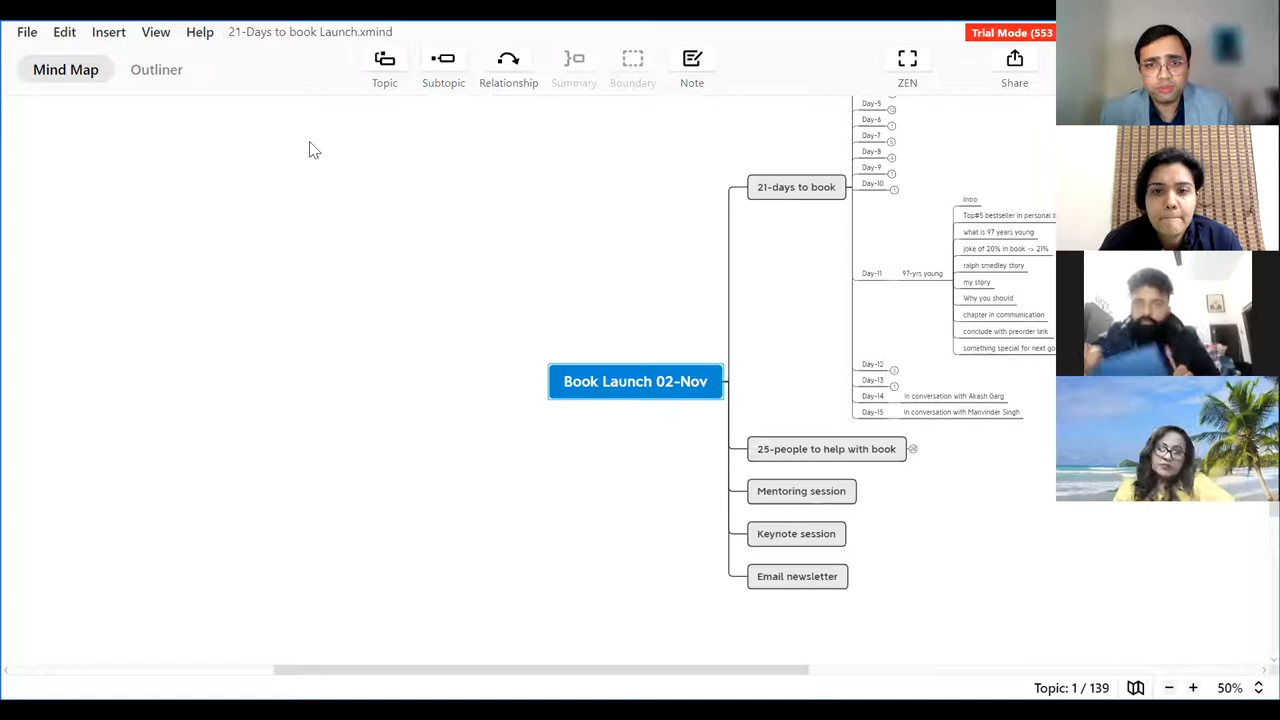 File Edit Insert View Help 21-Days to book Launch.xmind
Trial Mode (553
Mind Map Outliner
Topic Subtopic Relationship Summary Boundary Note ZEN Share
Day-5
Day-6
Day-7
Day-8
Day-9
Day-10
21-days to book
Intro
Top#5 bestseller in personal
what is 97 years young
joke of 20% in book -> 21%
ralph smedley story
Day-11 97-yrs young
my story
Why you should
chapter in communication
conclude with preorder link
something special for next
Day-12
Day-13
Day-14 In conversation with Akash Garg
Day-15 In conversation with Manvinder Singh
Book Launch 02-Nov
25-people to help with book
Mentoring session
Keynote session
Email newsletter
Topic: 1 / 139 50%